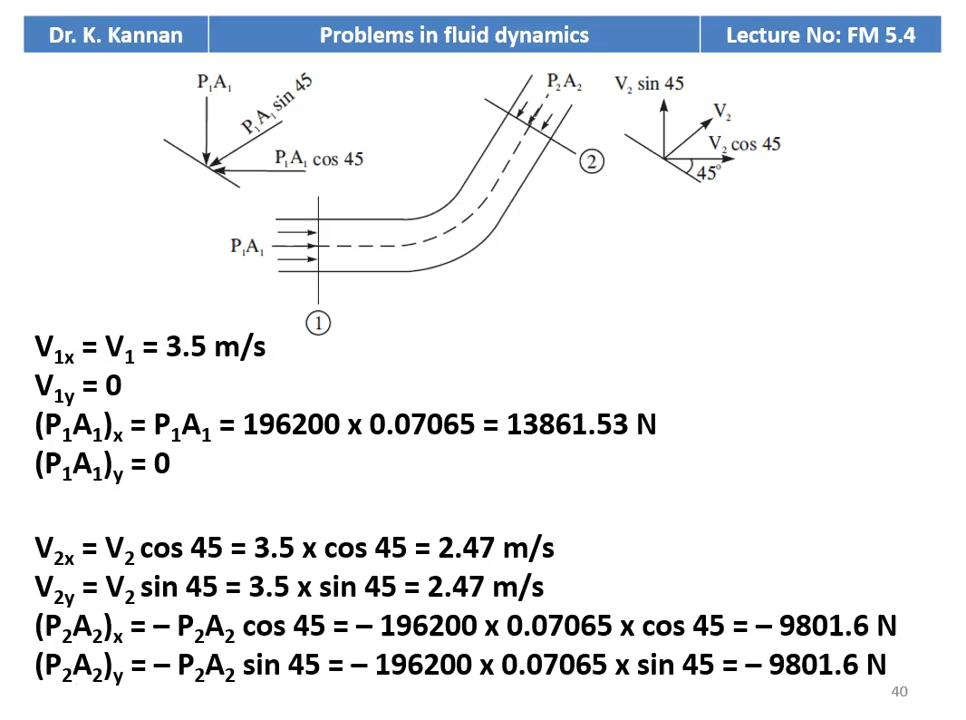 Dr. K. Kannan
Problems in fluid dynamics
Lecture No: FM 5.4
P₁A₁
P₁A₁ sin 45
P₁A₁ cos 45
P₂A₂
V₂ sin 45
V₂
V₂ cos 45
45°
2
P₁A₁
1
V₁ₓ = V₁ = 3.5 m/s
V₁y = 0
(P₁A₁)ₓ = P₁A₁ = 196200 x 0.07065 = 13861.53 N
(P₁A₁)y = 0
V₂ₓ = V₂ cos 45 = 3.5 x cos 45 = 2.47 m/s
V₂y = V₂ sin 45 = 3.5 x sin 45 = 2.47 m/s
(P₂A₂)ₓ = – P₂A₂ cos 45 = – 196200 x 0.07065 x cos 45 = – 9801.6 N
(P₂A₂)y = – P₂A₂ sin 45 = – 196200 x 0.07065 x sin 45 = – 9801.6 N
40